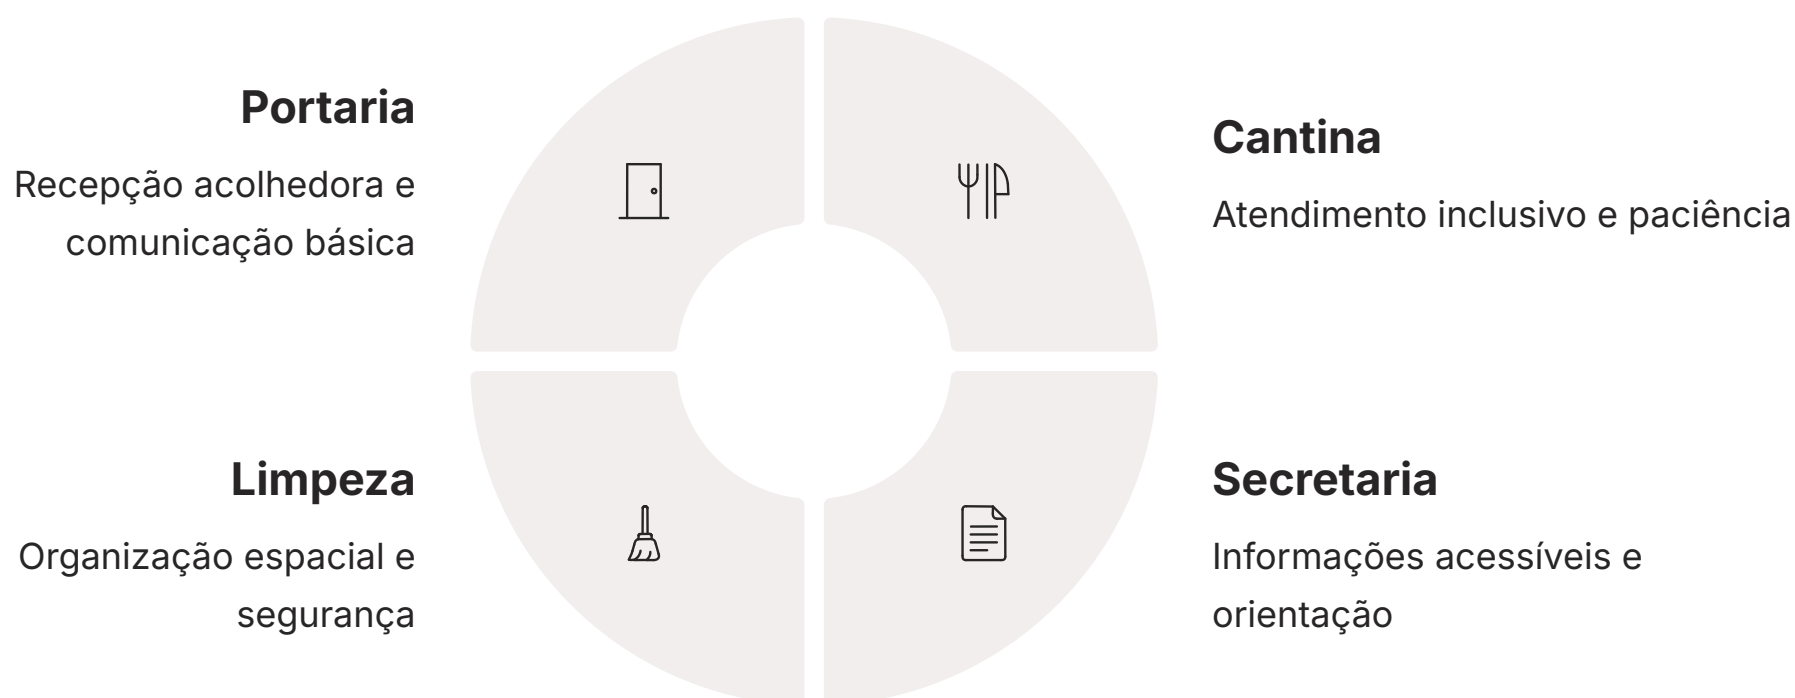 Portaria
Recepção acolhedora e
comunicação básica
Cantina
Atendimento inclusivo e paciência
Limpeza
Organização espacial e
segurança
Secretaria
Informações acessíveis e
orientação